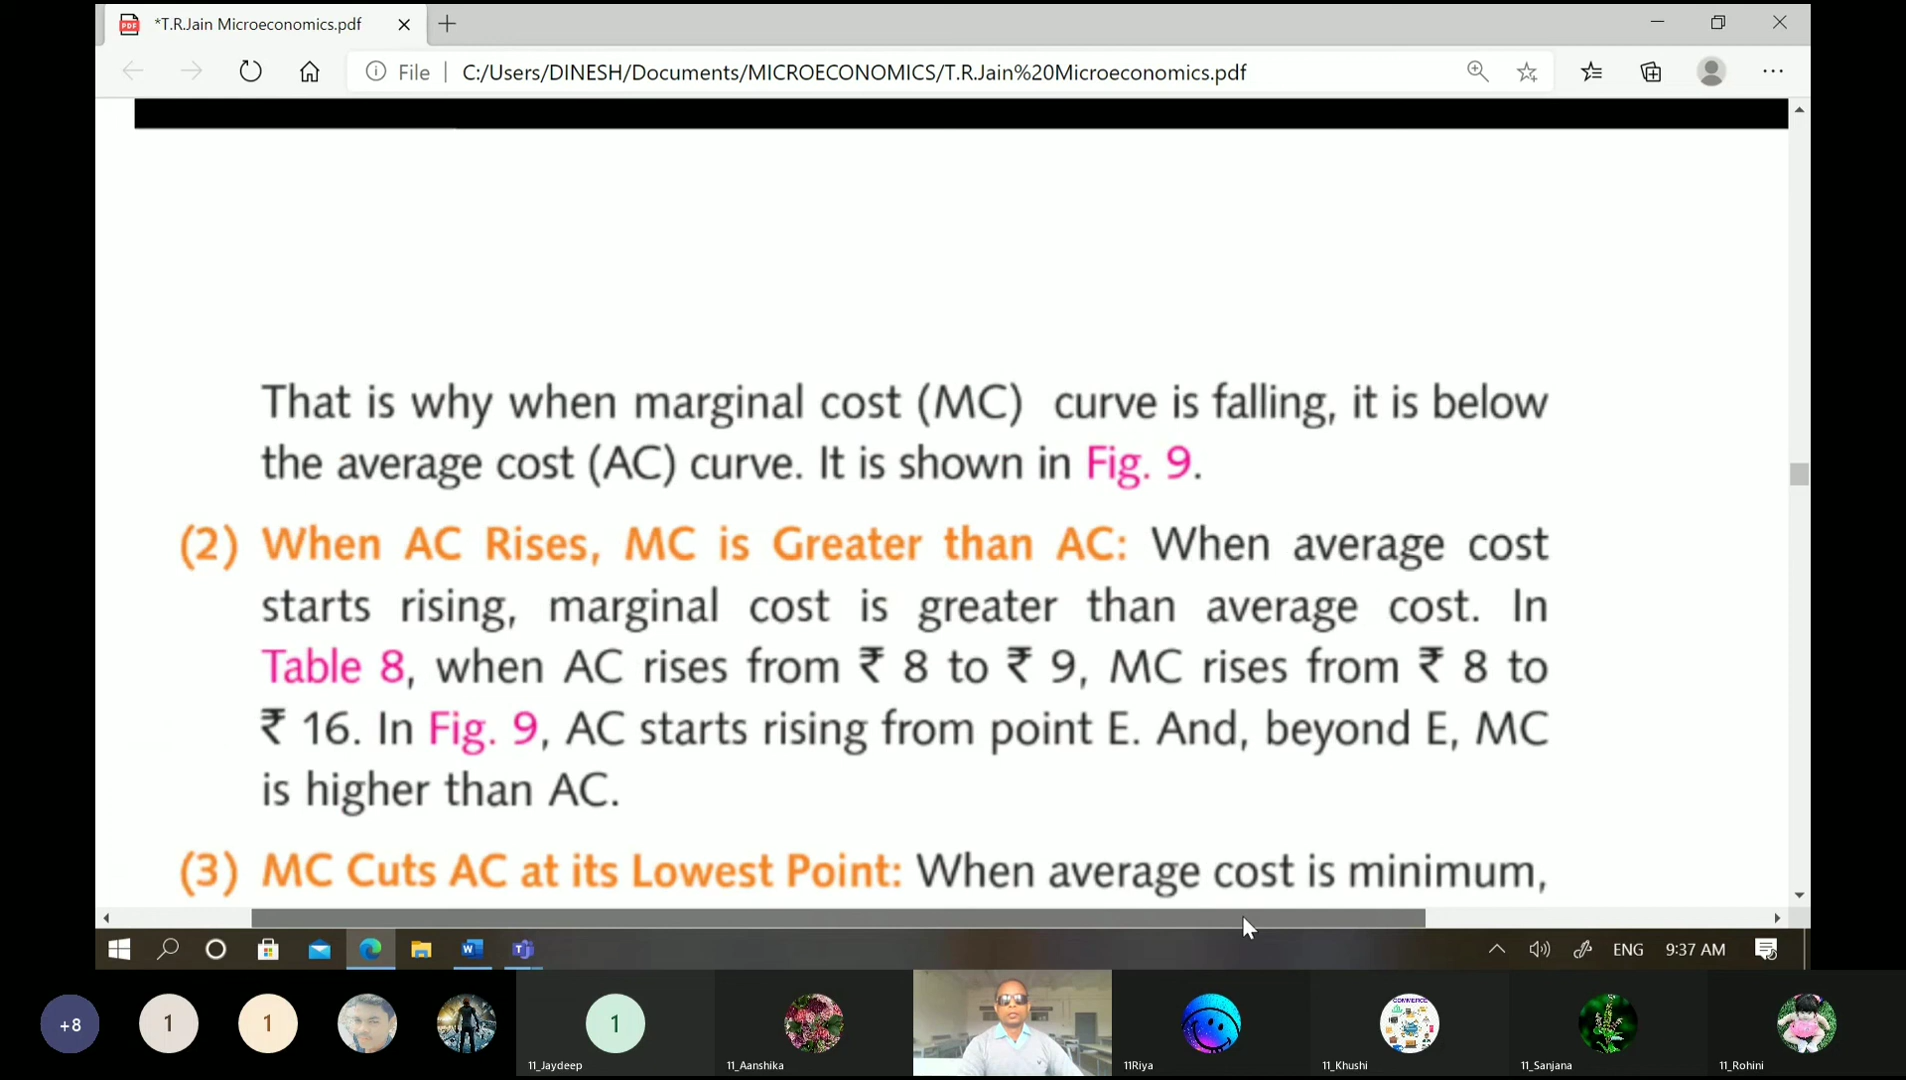 *T.R.Jain Microeconomics.pdf
File | C:/Users/DINESH/Documents/MICROECONOMICS/T.R.Jain%20Microeconomics.pdf
That is why when marginal cost (MC) curve is falling, it is below
the average cost (AC) curve. It is shown in Fig. 9.
(2) When AC Rises, MC is Greater than AC: When average cost
starts rising, marginal cost is greater than average cost. In
Table 8, when AC rises from ₹ 8 to ₹ 9, MC rises from ₹ 8 to
₹ 16. In Fig. 9, AC starts rising from point E. And, beyond E, MC
is higher than AC.
(3) MC Cuts AC at its Lowest Point: When average cost is minimum,
ENG 9:37 AM
+8 1 1 1
COMMERCE
11_Jaydeep 11_Aanshika 11Riya 11_Khushi 11_Sanjana 11_Rohini